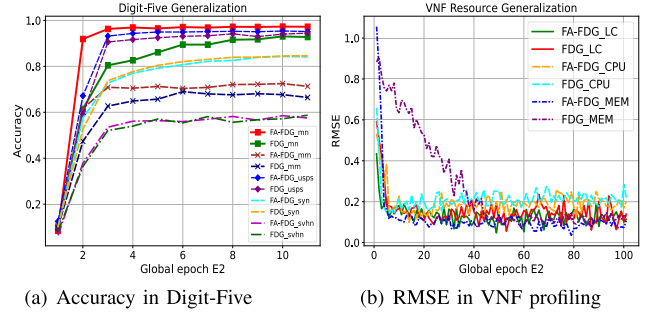 Digit-Five Generalization
Accuracy
1.0
0.8
0.6
0.4
0.2
FA-FDG_mn
FDG_mn
FA-FDG_mm
FDG_mm
FA-FDG_usps
FDG_usps
FA-FDG_syn
FDG_syn
FA-FDG_svhn
FDG_svhn
2 4 6 8 10
Global epoch E2
(a) Accuracy in Digit-Five
VNF Resource Generalization
RMSE
1.0
0.8
0.6
0.4
0.2
0.0
FA-FDG_LC
FDG_LC
FA-FDG_CPU
FDG_CPU
FA-FDG_MEM
FDG_MEM
0 20 40 60 80 100
Global epoch E2
(b) RMSE in VNF profiling